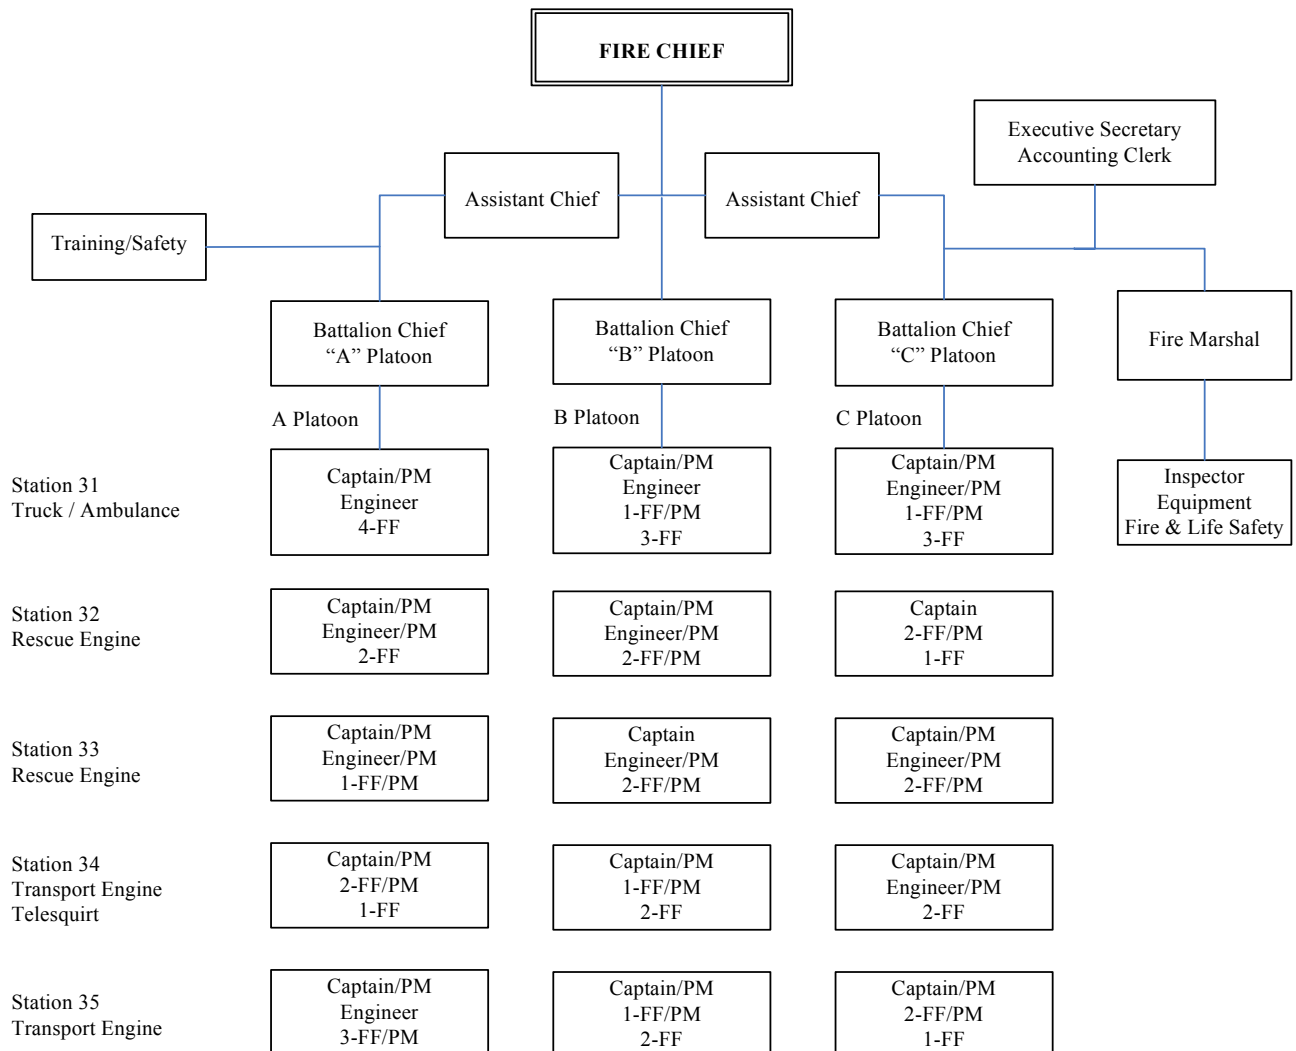 FIRE CHIEF
Executive Secretary
Accounting Clerk
Assistant Chief
Assistant Chief
Training/Safety
Battalion Chief
“A” Platoon
Battalion Chief
“B” Platoon
Battalion Chief
“C” Platoon
Fire Marshal
A Platoon
B Platoon
C Platoon
Station 31
Truck / Ambulance
Captain/PM
Engineer
4-FF
Captain/PM
Engineer
1-FF/PM
3-FF
Captain/PM
Engineer/PM
1-FF/PM
3-FF
Inspector
Equipment
Fire & Life Safety
Station 32
Rescue Engine
Captain/PM
Engineer/PM
2-FF
Captain/PM
Engineer/PM
2-FF/PM
Captain
2-FF/PM
1-FF
Station 33
Rescue Engine
Captain/PM
Engineer/PM
1-FF/PM
Captain
Engineer/PM
2-FF/PM
Captain/PM
Engineer/PM
2-FF/PM
Station 34
Transport Engine
Telesquirt
Captain/PM
2-FF/PM
1-FF
Captain/PM
1-FF/PM
2-FF
Captain/PM
Engineer/PM
2-FF
Station 35
Transport Engine
Captain/PM
Engineer
3-FF/PM
Captain/PM
1-FF/PM
2-FF
Captain/PM
2-FF/PM
1-FF